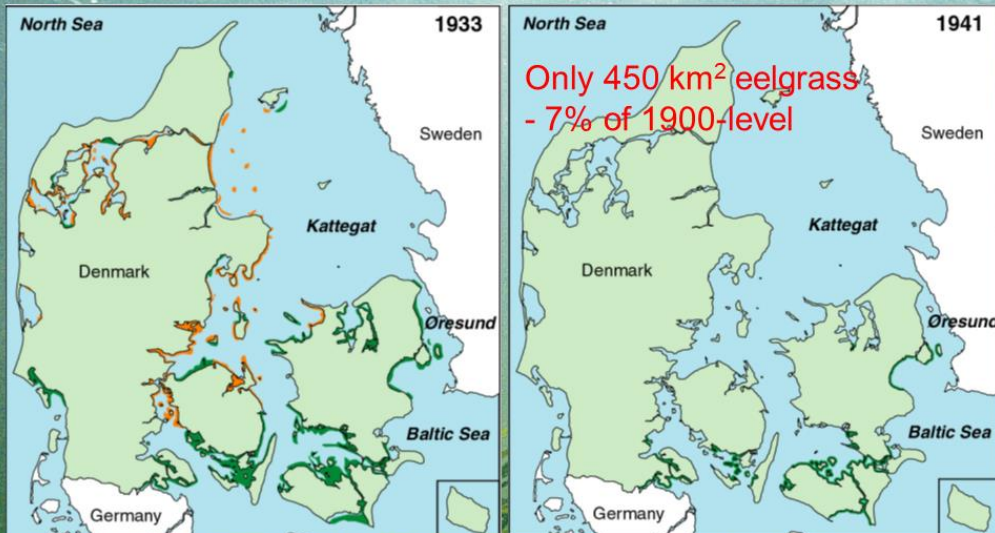 North Sea
1933
Sweden
Kattegat
Denmark
Øresund
Baltic Sea
Germany
North Sea
1941
Only 450 km² eelgrass
- 7% of 1900-level
Sweden
Kattegat
Denmark
Øresund
Baltic Sea
Germany